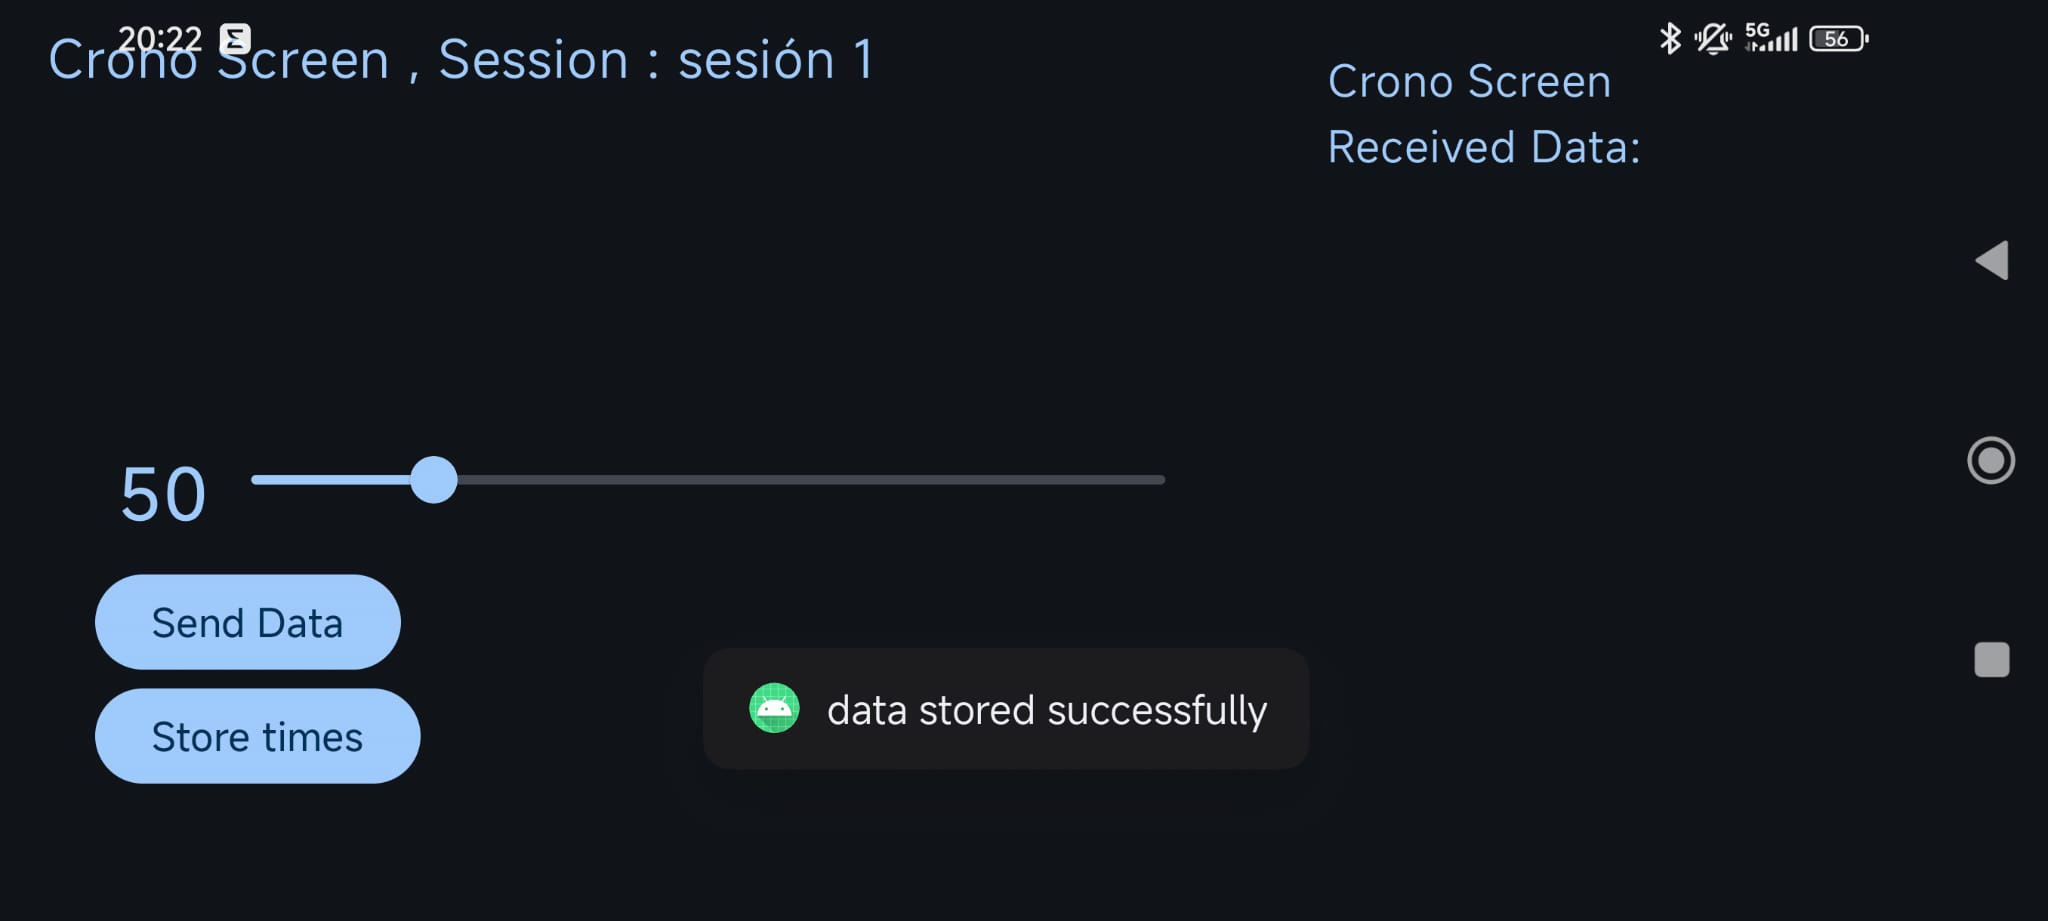 20:22
5G
56
Crono Screen , Session : sesión 1
Crono Screen
Received Data:
50
Send Data
Store times
data stored successfully